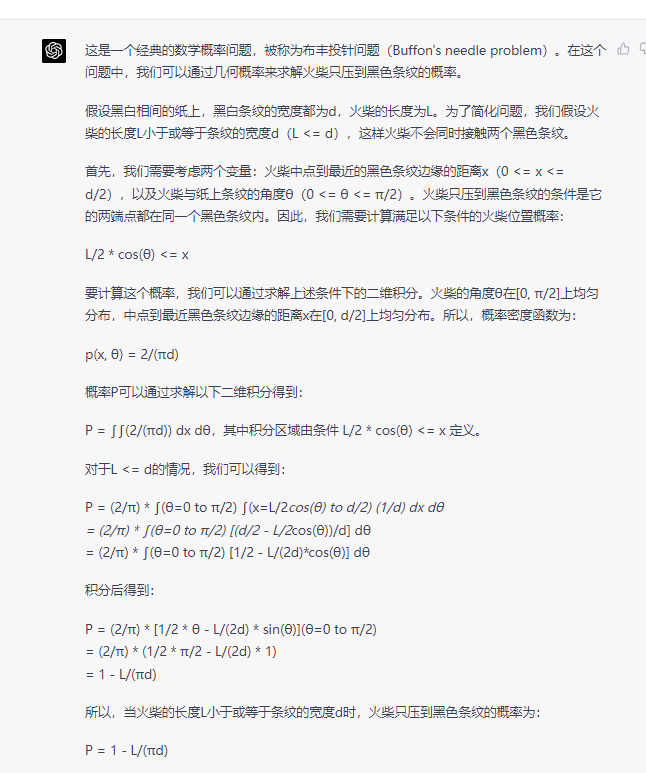 这是一个经典的数学概率问题，被称为布丰投针问题（Buffon's needle problem）。在这个
问题中，我们可以通过几何概率来求解火柴只压到黑色条纹的概率。
假设黑白相间的纸上，黑白条纹的宽度都为d，火柴的长度为L。为了简化问题，我们假设火
柴的长度L小于或等于条纹的宽度d（L <= d），这样火柴不会同时接触两个黑色条纹。
首先，我们需要考虑两个变量：火柴中点到最近的黑色条纹边缘的距离x（0 <= x <=
d/2），以及火柴与纸上条纹的角度θ（0 <= θ <= π/2）。火柴只压到黑色条纹的条件是它
的两端点都在同一个黑色条纹内。因此，我们需要计算满足以下条件的火柴位置概率：
L/2 * cos(θ) <= x
要计算这个概率，我们可以通过求解上述条件下的二维积分。火柴的角度θ在[0, π/2]上均匀
分布，中点到最近黑色条纹边缘的距离x在[0, d/2]上均匀分布。所以，概率密度函数为：
p(x, θ) = 2/(πd)
概率P可以通过求解以下二维积分得到：
P = ∫∫(2/(πd)) dx dθ，其中积分区域由条件 L/2 * cos(θ) <= x 定义。
对于L <= d的情况，我们可以得到：
P = (2/π) * ∫(θ=0 to π/2) ∫(x=L/2cos(θ) to d/2) (1/d) dx dθ
= (2/π) * ∫(θ=0 to π/2) [(d/2 - L/2cos(θ))/d] dθ
= (2/π) * ∫(θ=0 to π/2) [1/2 - L/(2d)*cos(θ)] dθ
积分后得到：
P = (2/π) * [1/2 * θ - L/(2d) * sin(θ)](θ=0 to π/2)
= (2/π) * (1/2 * π/2 - L/(2d) * 1)
= 1 - L/(πd)
所以，当火柴的长度L小于或等于条纹的宽度d时，火柴只压到黑色条纹的概率为：
P = 1 - L/(πd)